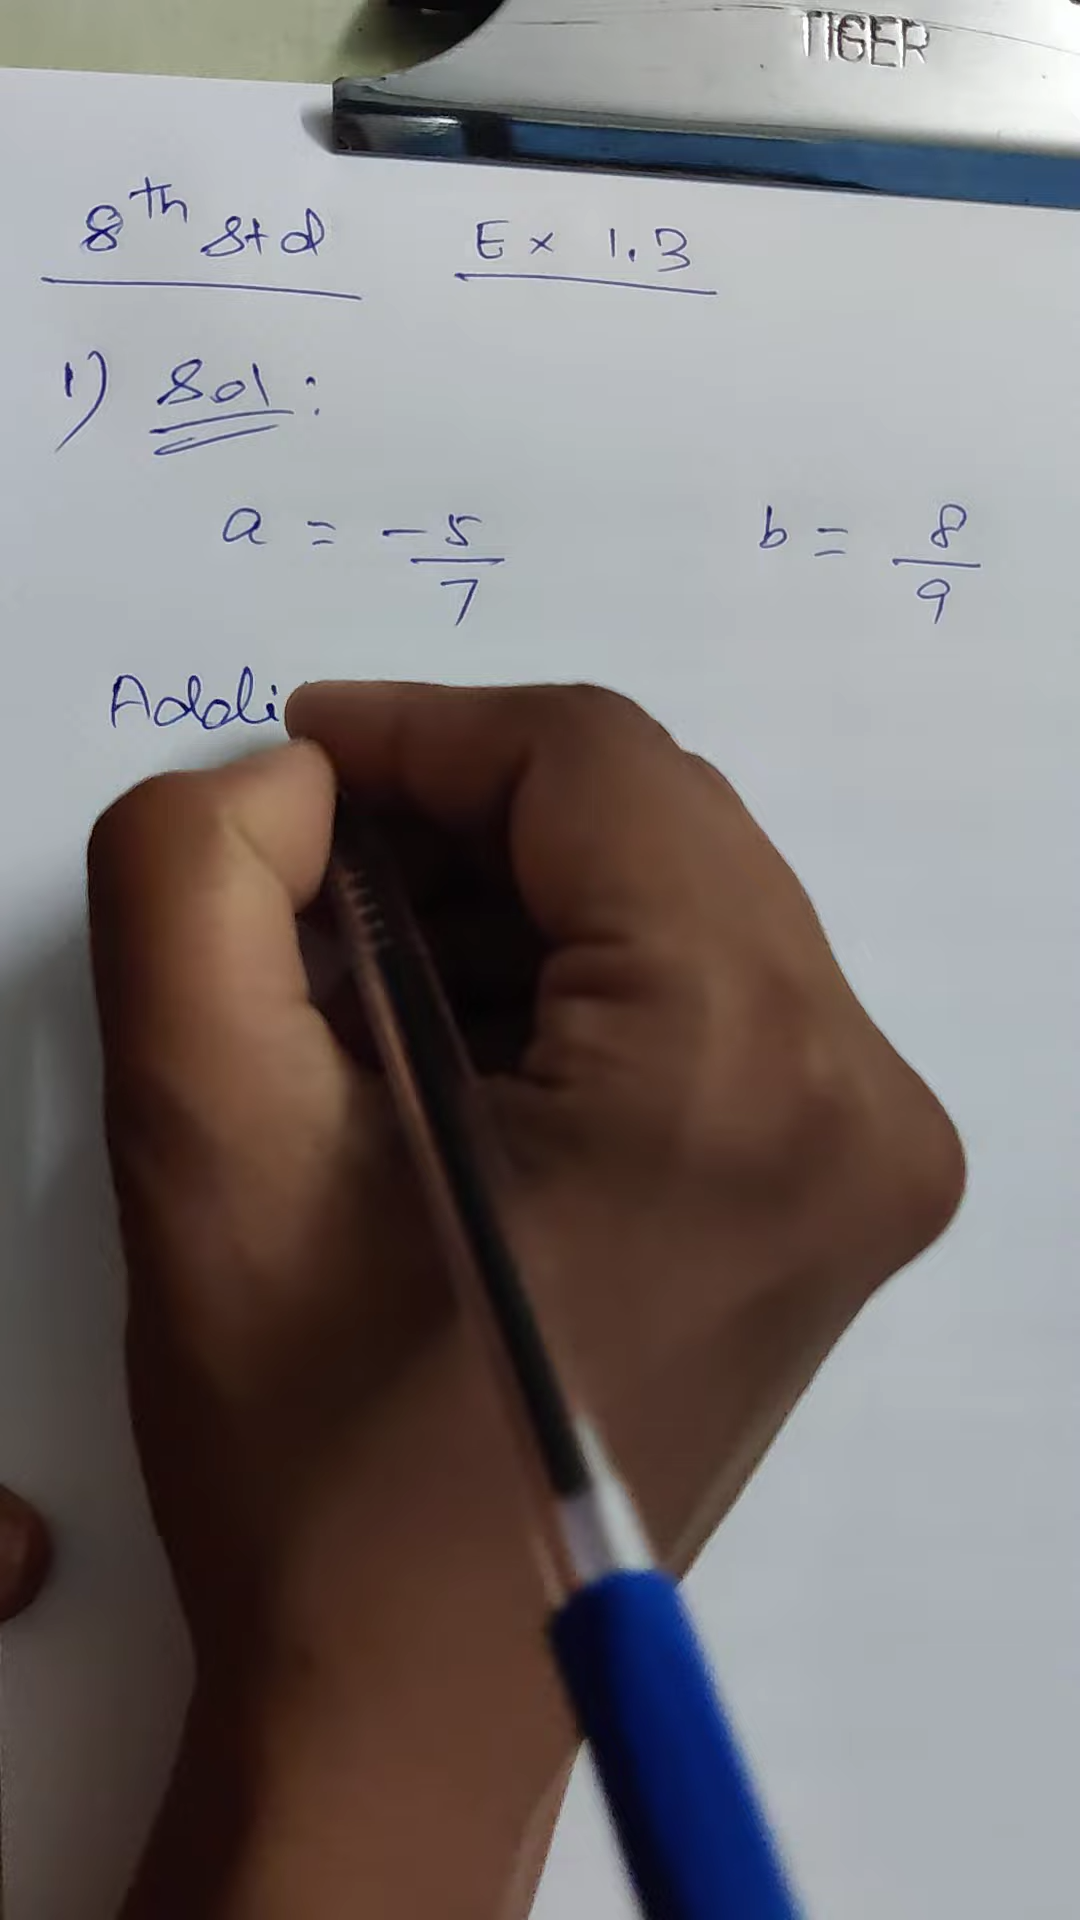 TIGER
8th std Ex 1.3
1) Sol :
a = -5/7 b = 8/9
Addi